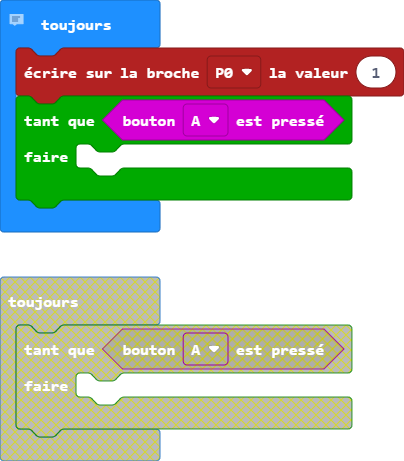 toujours
écrire sur la broche P0 la valeur 1
tant que bouton A est pressé
faire
toujours
tant que bouton A est pressé
faire